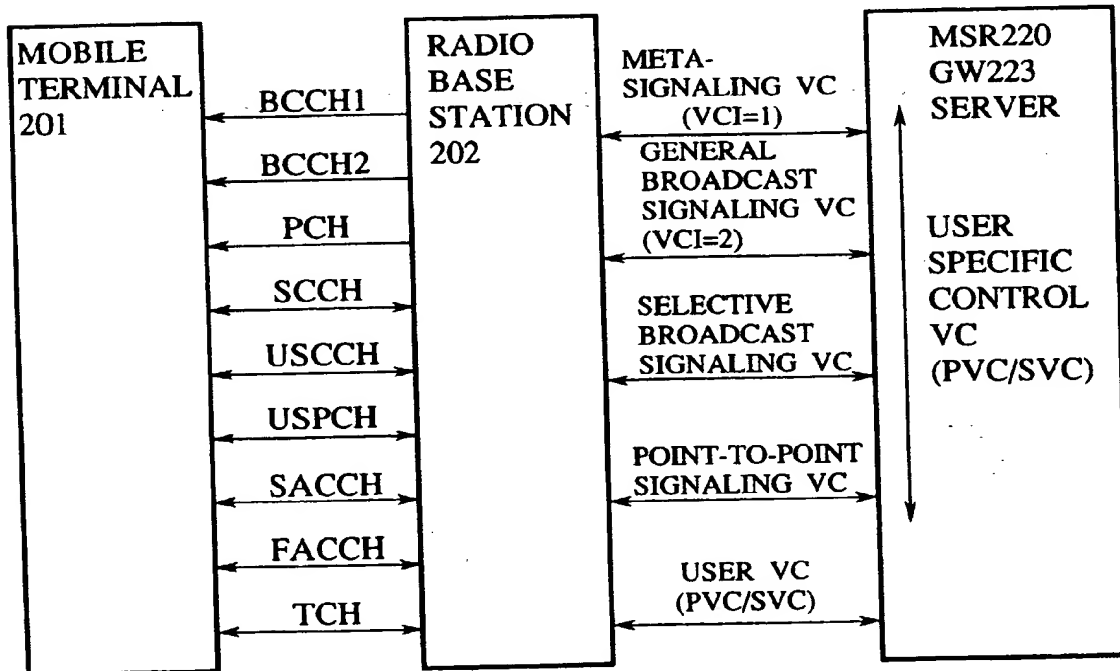 MOBILE
TERMINAL
201
BCCH1
BCCH2
PCH
SCCH
USCCH
USPCH
SACCH
FACCH
TCH
RADIO
BASE
STATION
202
META-
SIGNALING VC
(VCI=1)
GENERAL
BROADCAST
SIGNALING VC
(VCI=2)
SELECTIVE
BROADCAST
SIGNALING VC
POINT-TO-POINT
SIGNALING VC
USER VC
(PVC/SVC)
MSR220
GW223
SERVER
USER
SPECIFIC
CONTROL
VC
(PVC/SVC)